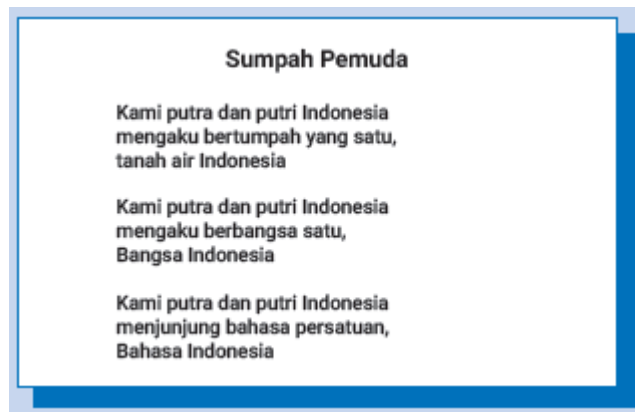 Sumpah Pemuda
Kami putra dan putri Indonesia
mengaku bertumpah yang satu,
tanah air Indonesia
Kami putra dan putri Indonesia
mengaku berbangsa satu,
Bangsa Indonesia
Kami putra dan putri Indonesia
menjunjung bahasa persatuan,
Bahasa Indonesia